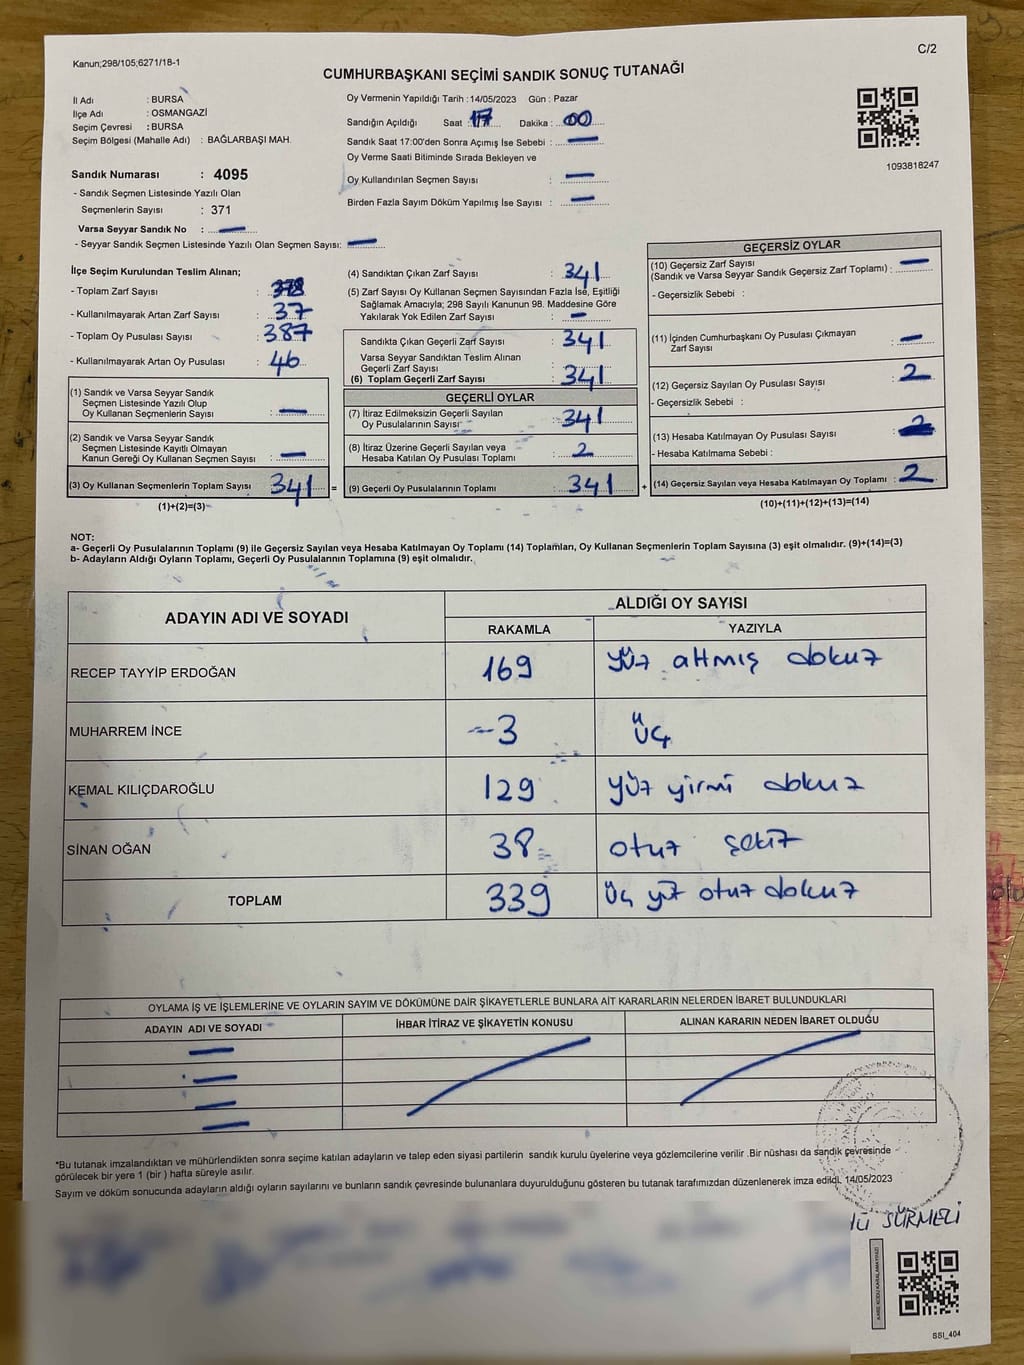 Kanun;298/105;6271/18-1
C/2
CUMHURBAŞKANI SEÇİMİ SANDIK SONUÇ TUTANAĞI
İl Adı : BURSA
İlçe Adı : OSMANGAZİ
Seçim Çevresi : BURSA
Seçim Bölgesi (Mahalle Adı) : BAĞLARBAŞI MAH.
Oy Vermenin Yapıldığı Tarih :14/05/2023 Gün : Pazar
Sandığın Açıldığı Saat : 17 Dakika : 00
Sandık Saat 17:00'den Sonra Açımış İse Sebebi : —
Oy Verme Saati Bitiminde Sırada Bekleyen ve
Oy Kullandırılan Seçmen Sayısı : —
Birden Fazla Sayım Döküm Yapılmış İse Sayısı : —
1093818247
Sandık Numarası : 4095
- Sandık Seçmen Listesinde Yazılı Olan
Seçmenlerin Sayısı : 371
Varsa Seyyar Sandık No : —
- Seyyar Sandık Seçmen Listesinde Yazılı Olan Seçmen Sayısı: —
İlçe Seçim Kurulundan Teslim Alınan;
- Toplam Zarf Sayısı : 378
- Kullanılmayarak Artan Zarf Sayısı : 37
- Toplam Oy Pusulası Sayısı : 387
- Kullanılmayarak Artan Oy Pusulası : 46
(1) Sandık ve Varsa Seyyar Sandık
Seçmen Listesinde Yazılı Olup
Oy Kullanan Seçmenlerin Sayısı : —
(2) Sandık ve Varsa Seyyar Sandık
Seçmen Listesinde Kayıtlı Olmayan
Kanun Gereği Oy Kullanan Seçmen Sayısı : —
(3) Oy Kullanan Seçmenlerin Toplam Sayısı : 341 =
(1)+(2)=(3)
(4) Sandıktan Çıkan Zarf Sayısı : 341
(5) Zarf Sayısı Oy Kullanan Seçmen Sayısından Fazla İse, Eşitliği
Sağlamak Amacıyla; 298 Sayılı Kanunun 98. Maddesine Göre
Yakılarak Yok Edilen Zarf Sayısı : —
Sandıkta Çıkan Geçerli Zarf Sayısı : 341
Varsa Seyyar Sandıktan Teslim Alınan
Geçerli Zarf Sayısı
(6) Toplam Geçerli Zarf Sayısı : 341
GEÇERLİ OYLAR
(7) İtiraz Edilmeksizin Geçerli Sayılan
Oy Pusulalarının Sayısı : 341
(8) İtiraz Üzerine Geçerli Sayılan veya
Hesaba Katılan Oy Pusulası Toplamı : 2
(9) Geçerli Oy Pusulalarının Toplamı : 341 +
GEÇERSİZ OYLAR
(10) Geçersiz Zarf Sayısı
(Sandık ve Varsa Seyyar Sandık Geçersiz Zarf Toplamı) : —
- Geçersizlik Sebebi :
(11) İçinden Cumhurbaşkanı Oy Pusulası Çıkmayan
Zarf Sayısı : —
(12) Geçersiz Sayılan Oy Pusulası Sayısı : 2
- Geçersizlik Sebebi :
(13) Hesaba Katılmayan Oy Pusulası Sayısı :
- Hesaba Katılmama Sebebi :
(14) Geçersiz Sayılan veya Hesaba Katılmayan Oy Toplamı : 2
(10)+(11)+(12)+(13)=(14)
NOT:
a- Geçerli Oy Pusulalarının Toplamı (9) ile Geçersiz Sayılan veya Hesaba Katılmayan Oy Toplamı (14) Toplamları, Oy Kullanan Seçmenlerin Toplam Sayısına (3) eşit olmalıdır. (9)+(14)=(3)
b- Adayların Aldığı Oyların Toplamı, Geçerli Oy Pusulalarının Toplamına (9) eşit olmalıdır.
ADAYIN ADI VE SOYADI
ALDIĞI OY SAYISI
RAKAMLA YAZIYLA
RECEP TAYYİP ERDOĞAN 169 yüz altmış dokuz
MUHARREM İNCE 3 üç
KEMAL KILIÇDAROĞLU 129 yüz yirmi dokuz
SİNAN OĞAN 38 otuz şekiz
TOPLAM 339 üç yüz otuz dokuz
OYLAMA İŞ VE İŞLEMLERİNE VE OYLARIN SAYIM VE DÖKÜMÜNE DAİR ŞİKAYETLERLE BUNLARA AİT KARARLARIN NELERDEN İBARET BULUNDUKLARI
ADAYIN ADI VE SOYADI İHBAR İTİRAZ VE ŞİKAYETİN KONUSU ALINAN KARARIN NEDEN İBARET OLDUĞU
*Bu tutanak imzalandıktan ve mühürlendikten sonra seçime katılan adayların ve talep eden siyasi partilerin sandık kurulu üyelerine veya gözlemcilerine verilir .Bir nüshası da sandık çevresinde
görülecek bir yere 1 (bir ) hafta süreyle asılır.
Sayım ve döküm sonucunda adayların aldığı oyların sayılarını ve bunların sandık çevresinde bulunanlara duyurulduğunu gösteren bu tutanak tarafımızdan düzenlenerek imza edildi. 14/05/2023
SÜRMELİ
KARE KODU KARALAMAYINIZ!
SSI_404